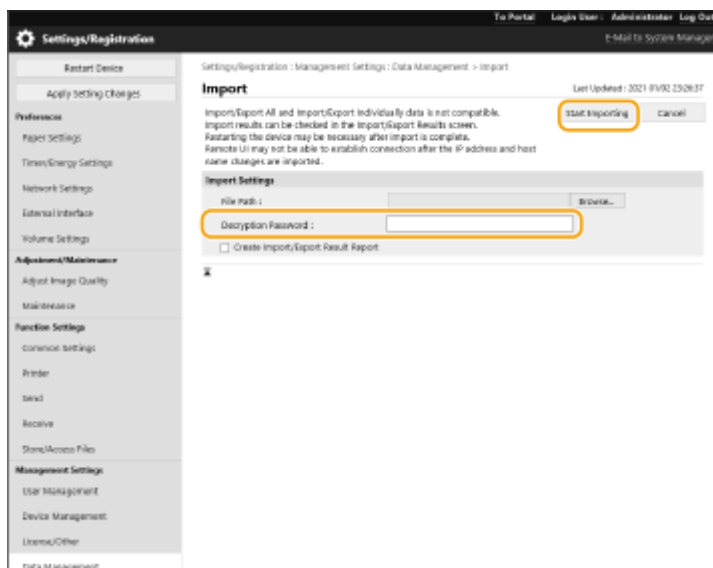 To Portal Login User: Administrator Log Out
Settings/Registration E-Mail to System Manager
Restart Device
Apply Setting Changes
Preferences
Paper Settings
Timer/Energy Settings
Network Settings
External Interface
Volume Settings
Adjustment/Maintenance
Adjust Image Quality
Maintenance
Function Settings
Common Settings
Printer
Send
Receive
Store/Access Files
Management Settings
User Management
Device Management
License/Other
Data Management
Settings/Registration : Management Settings : Data Management > Import
Import Last Updated : 2021 01/02 23:26:37
Start Importing Cancel
Import/Export All and Import/Export Individually data is not compatible.
Import results can be checked in the Import/Export Results screen.
Restarting the device may be necessary after import is complete.
Remote UI may not be able to establish connection after the IP address and host
name changes are imported.
Import Settings
File Path : Browse...
Decryption Password :
Create Import/Export Result Report